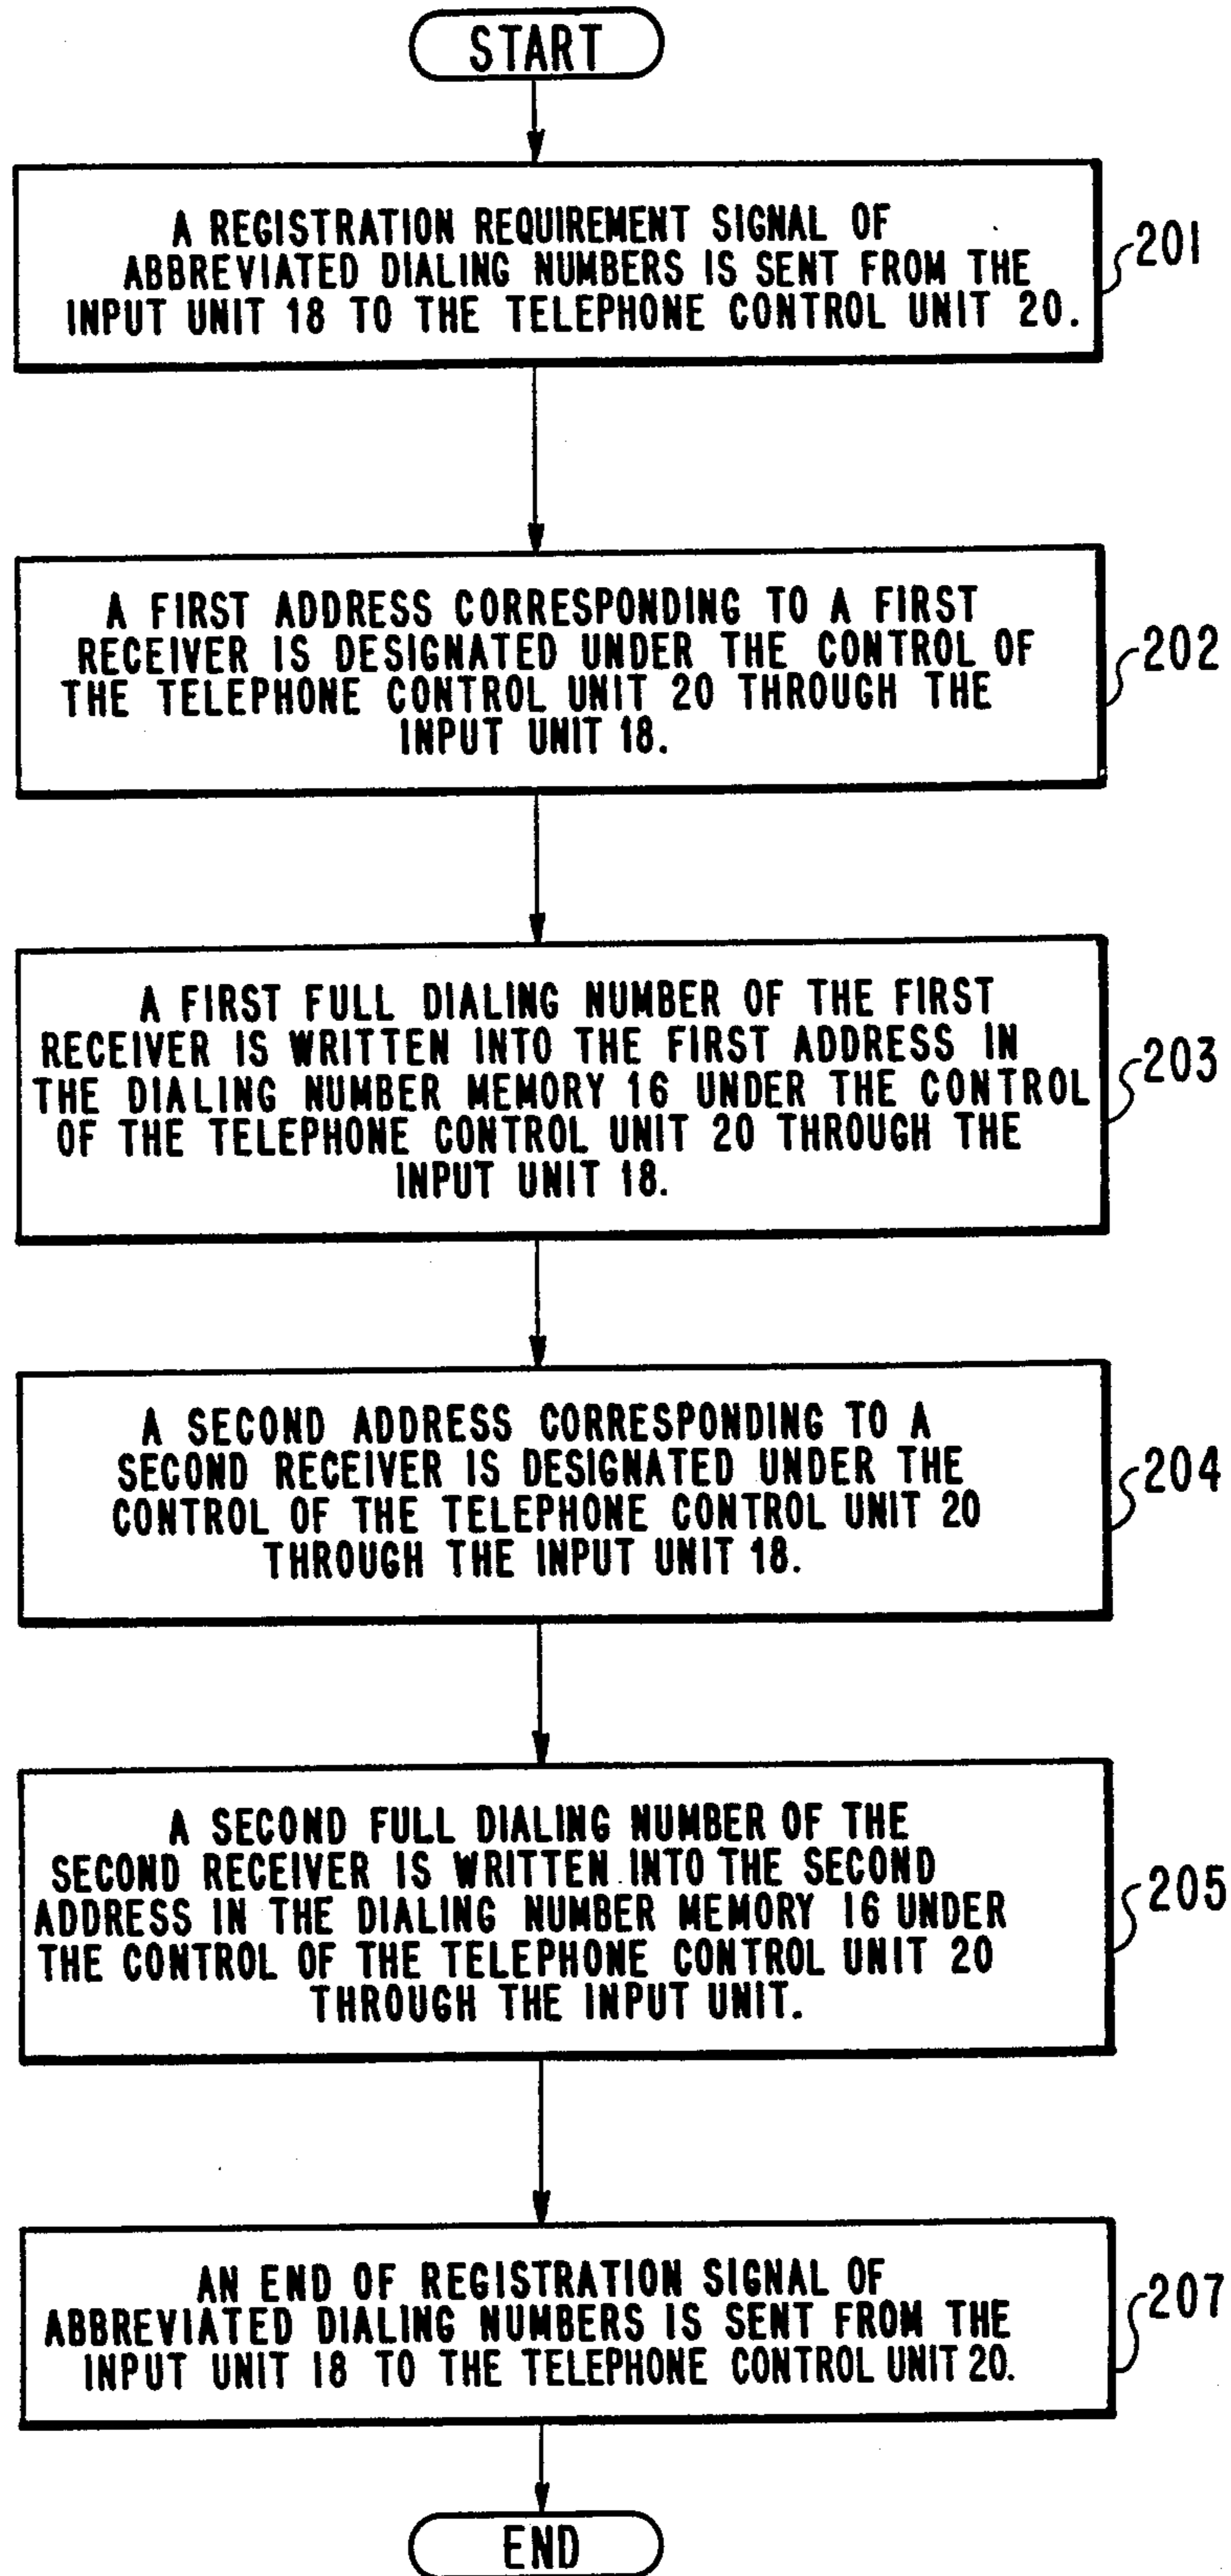 START
A REGISTRATION REQUIREMENT SIGNAL OF
ABBREVIATED DIALING NUMBERS IS SENT FROM THE
INPUT UNIT 18 TO THE TELEPHONE CONTROL UNIT 20.
201
A FIRST ADDRESS CORRESPONDING TO A FIRST
RECEIVER IS DESIGNATED UNDER THE CONTROL OF
THE TELEPHONE CONTROL UNIT 20 THROUGH THE
INPUT UNIT 18.
202
A FIRST FULL DIALING NUMBER OF THE FIRST
RECEIVER IS WRITTEN INTO THE FIRST ADDRESS IN
THE DIALING NUMBER MEMORY 16 UNDER THE CONTROL
OF THE TELEPHONE CONTROL UNIT 20 THROUGH THE
INPUT UNIT 18.
203
A SECOND ADDRESS CORRESPONDING TO A
SECOND RECEIVER IS DESIGNATED UNDER THE
CONTROL OF THE TELEPHONE CONTROL UNIT 20
THROUGH THE INPUT UNIT 18.
204
A SECOND FULL DIALING NUMBER OF THE
SECOND RECEIVER IS WRITTEN INTO THE SECOND
ADDRESS IN THE DIALING NUMBER MEMORY 16 UNDER
THE CONTROL OF THE TELEPHONE CONTROL UNIT 20
THROUGH THE INPUT UNIT.
205
AN END OF REGISTRATION SIGNAL OF
ABBREVIATED DIALING NUMBERS IS SENT FROM THE
INPUT UNIT 18 TO THE TELEPHONE CONTROL UNIT 20.
207
END